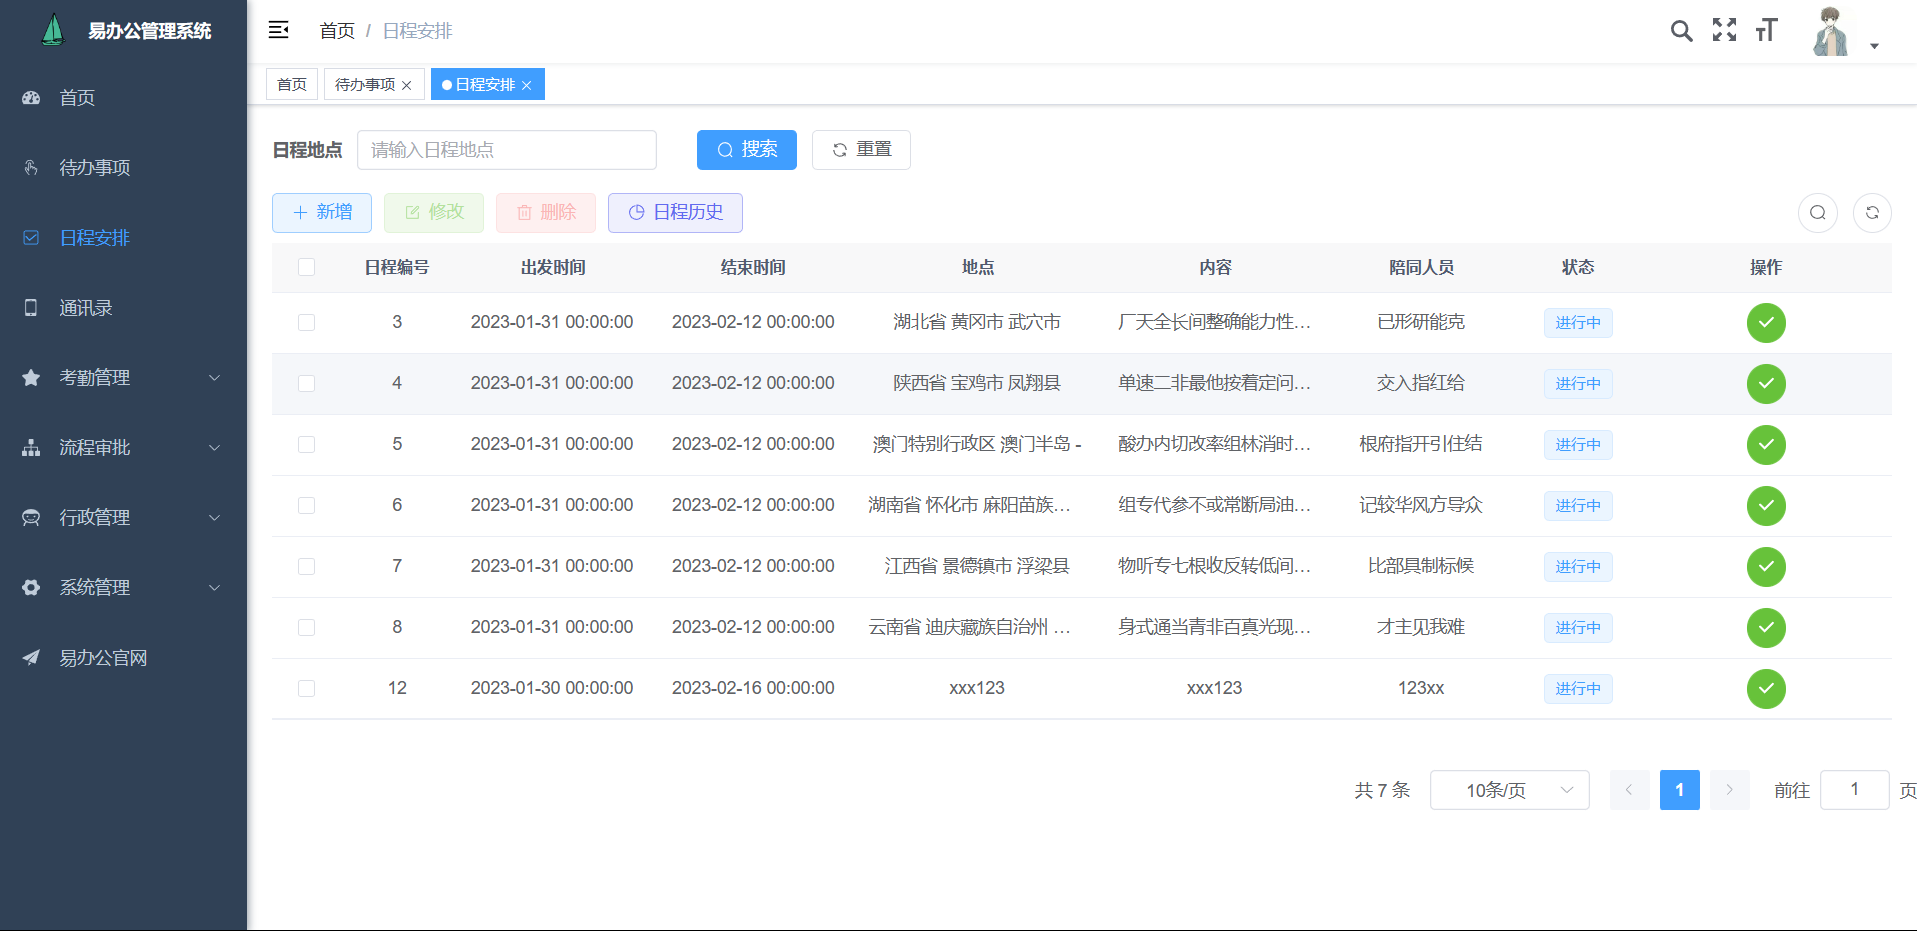 易办公管理系统
首页
待办事项
日程安排
通讯录
考勤管理
流程审批
行政管理
系统管理
易办公官网
首页 / 日程安排
首页 待办事项 日程安排
日程地点 请输入日程地点 搜索 重置
新增 修改 删除 日程历史
日程编号 出发时间 结束时间 地点 内容 陪同人员 状态 操作
3 2023-01-31 00:00:00 2023-02-12 00:00:00 湖北省 黄冈市 武穴市 厂天全长间整确能力性… 已形研能克 进行中
4 2023-01-31 00:00:00 2023-02-12 00:00:00 陕西省 宝鸡市 凤翔县 单速二非最他按着定问… 交入指红给 进行中
5 2023-01-31 00:00:00 2023-02-12 00:00:00 澳门特别行政区 澳门半岛 - 酸办内切改率组林消时… 根府指开引住结 进行中
6 2023-01-31 00:00:00 2023-02-12 00:00:00 湖南省 怀化市 麻阳苗族… 组专代参不或常断局油… 记较华风方导众 进行中
7 2023-01-31 00:00:00 2023-02-12 00:00:00 江西省 景德镇市 浮梁县 物听专七根收反转低间… 比部具制标候 进行中
8 2023-01-31 00:00:00 2023-02-12 00:00:00 云南省 迪庆藏族自治州 … 身式通当青非百真光现… 才主见我难 进行中
12 2023-01-30 00:00:00 2023-02-16 00:00:00 xxx123 xxx123 123xx 进行中
共 7 条 10条/页 1 前往 1 页